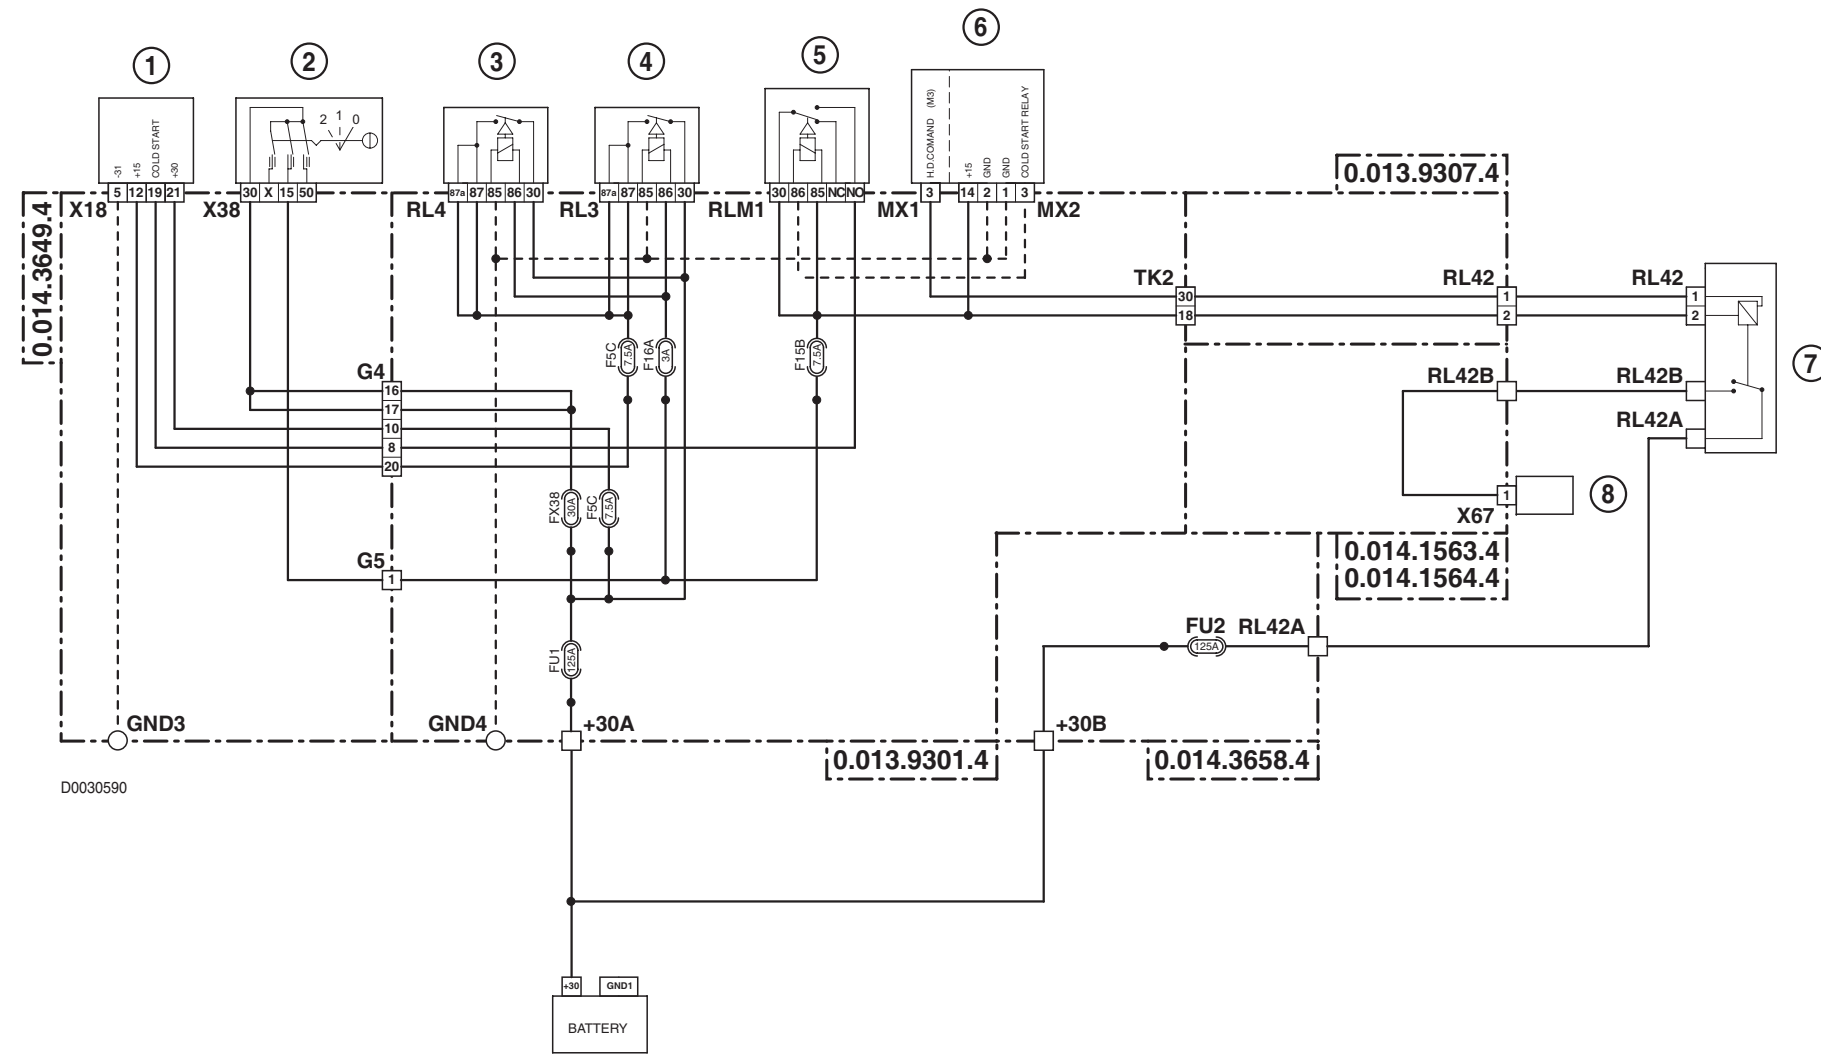 1 2 3 4 5 6
-31 +15 COLD START +30
2 1 0
H.D.COMAND (M3) +15 GND GND COLD START RELAY
0.013.9307.4
5 12 19 21
30 X 15 50
87a 87 85 86 30
87a 87 85 86 30
30 86 85 NC NO
3 14 2 1 3
X18 X38 RL4 RL3 RLM1 MX1 MX2
0.014.3649.4
TK2 RL42 RL42
30 1 1
18 2 2
F5C 7.5A F16A 3A F15B 7.5A
7
G4
16
17
10
8
20
RL42B RL42B
RL42A
FX38 30A F5C 7.5A
1 8
X67
0.014.1563.4
0.014.1564.4
G5
1
FU2 RL42A
125A
FU1 125A
GND3 GND4 +30A +30B
0.013.9301.4 0.014.3658.4
D0030590
+30 GND1
BATTERY